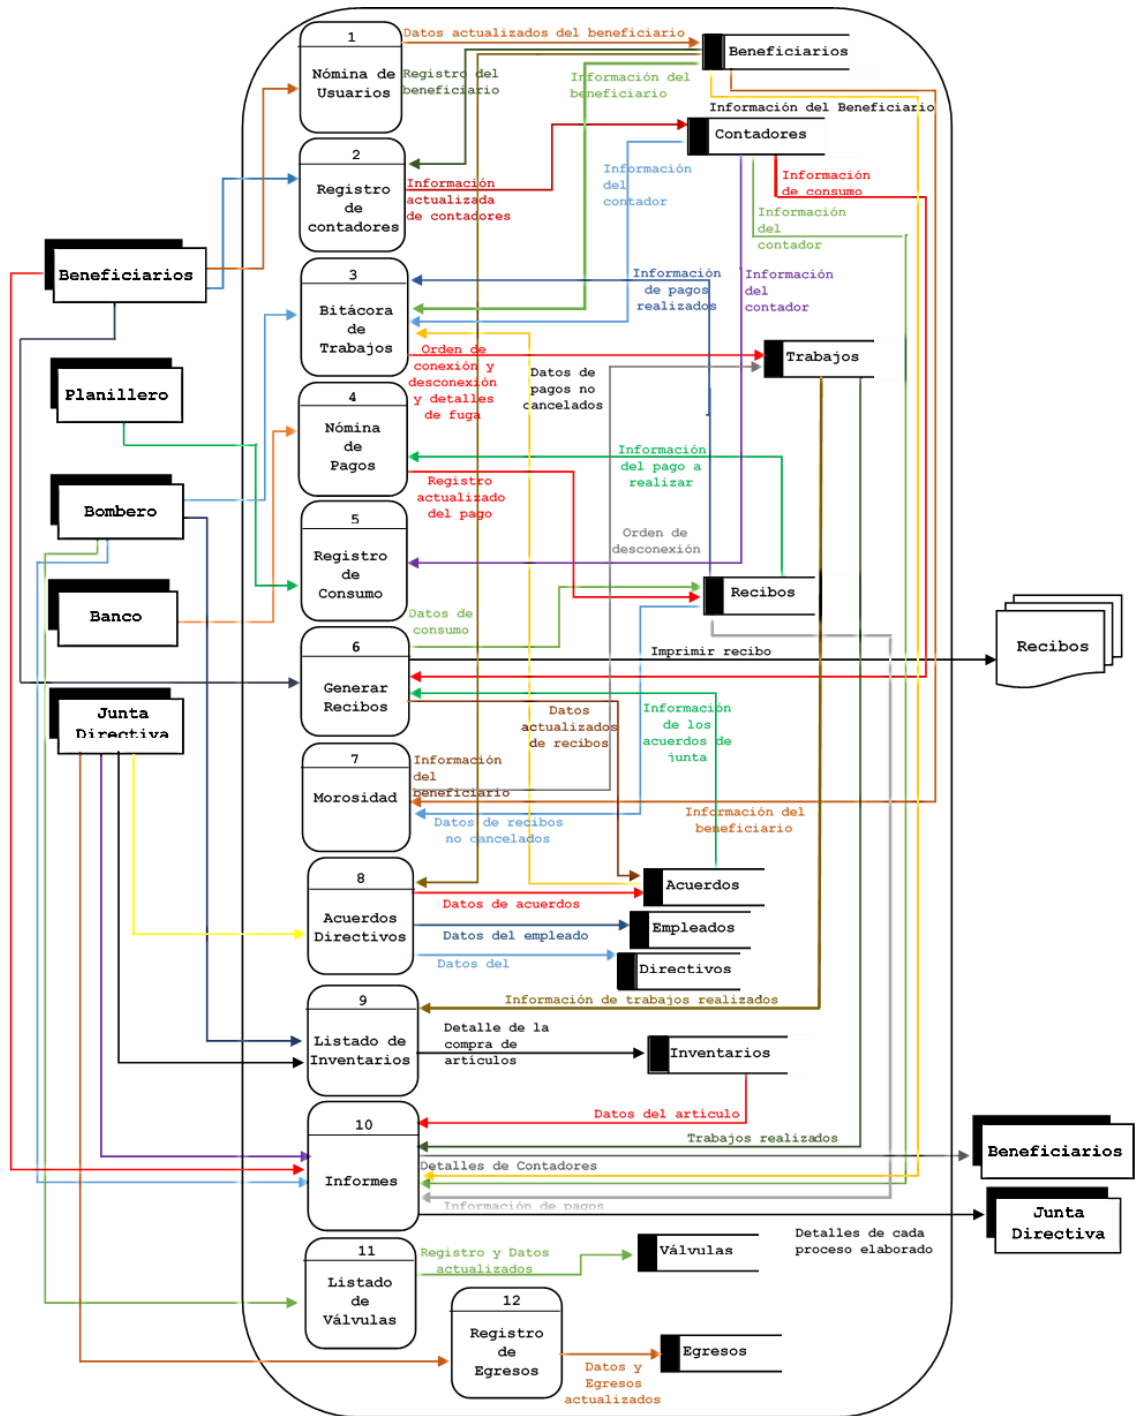 1
Nómina de
Usuarios
Datos actualizados del beneficiario
Beneficiarios
Registro del
beneficiario
Información del
beneficiario
Información del Beneficiario
2
Registro
de
contadores
Información
actualizada
de contadores
Contadores
Información
del
contador
Información
de consumo
Información
del
contador
Beneficiarios
3
Bitácora
de
Trabajos
Información
de pagos
realizados
Información
del
contador
Orden de
conexión y
desconexión
y detalles
de fuga
Datos de
pagos no
cancelados
Trabajos
Planillero
4
Nómina
de
Pagos
Información
del pago a
realizar
Registro
actualizado
del pago
Bombero
5
Registro
de
Consumo
Orden de
desconexión
Recibos
Banco
Datos de
consumo
6
Generar
Recibos
Imprimir recibo
Recibos
Junta
Directiva
Datos
actualizados
de recibos
Información
de los
acuerdos de
junta
7
Morosidad
Información
del
beneficiario
Información del
beneficiario
Datos de recibos
no cancelados
8
Acuerdos
Directivos
Acuerdos
Datos de acuerdos
Empleados
Datos del empleado
Directivos
Datos del
9
Listado de
Inventarios
Información de trabajos realizados
Detalle de la
compra de
artículos
Inventarios
10
Informes
Datos del artículo
Trabajos realizados
Beneficiarios
Detalles de Contadores
Información de pagos
Junta
Directiva
Detalles de cada
proceso elaborado
11
Listado
de
Válvulas
Registro y Datos
actualizados
Válvulas
12
Registro
de
Egresos
Datos y
Egresos
actualizados
Egresos